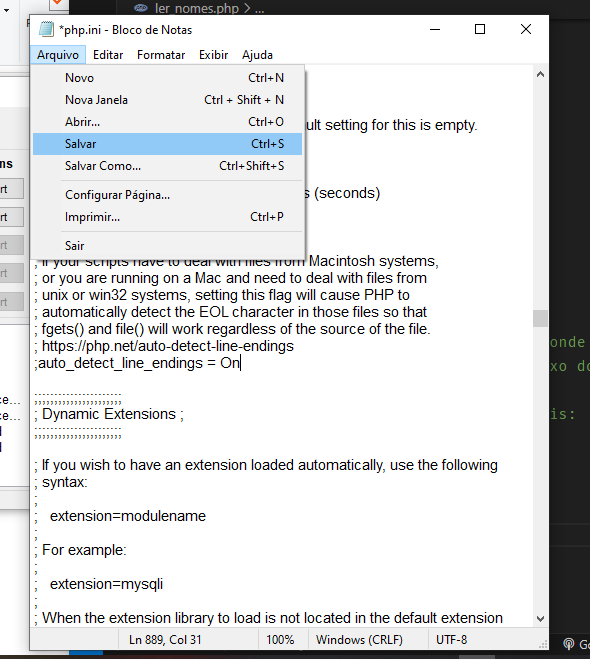 ler_nomes.php > ...
*php.ini - Bloco de Notas
Arquivo Editar Formatar Exibir Ajuda
Novo Ctrl+N
Nova Janela Ctrl + Shift + N
Abrir... Ctrl+O
Salvar Ctrl+S
Salvar Como... Ctrl+Shift+S
Configurar Página...
Imprimir... Ctrl+P
Sair
ult setting for this is empty.
s (seconds)
; If your scripts have to deal with files from Macintosh systems,
; or you are running on a Mac and need to deal with files from
; unix or win32 systems, setting this flag will cause PHP to
; automatically detect the EOL character in those files so that
; fgets() and file() will work regardless of the source of the file.
; https://php.net/auto-detect-line-endings
;auto_detect_line_endings = On
;;;;;;;;;;;;;;;;;;;;;;
; Dynamic Extensions ;
;;;;;;;;;;;;;;;;;;;;;;
; If you wish to have an extension loaded automatically, use the following
; syntax:
;
;   extension=modulename
;
; For example:
;
;   extension=mysqli
;
; When the extension library to load is not located in the default extension
Ln 889, Col 31 100% Windows (CRLF) UTF-8
ns
rt
rt
rt
rt
rt
ce...
ce...
onde
xo do
is:
Go